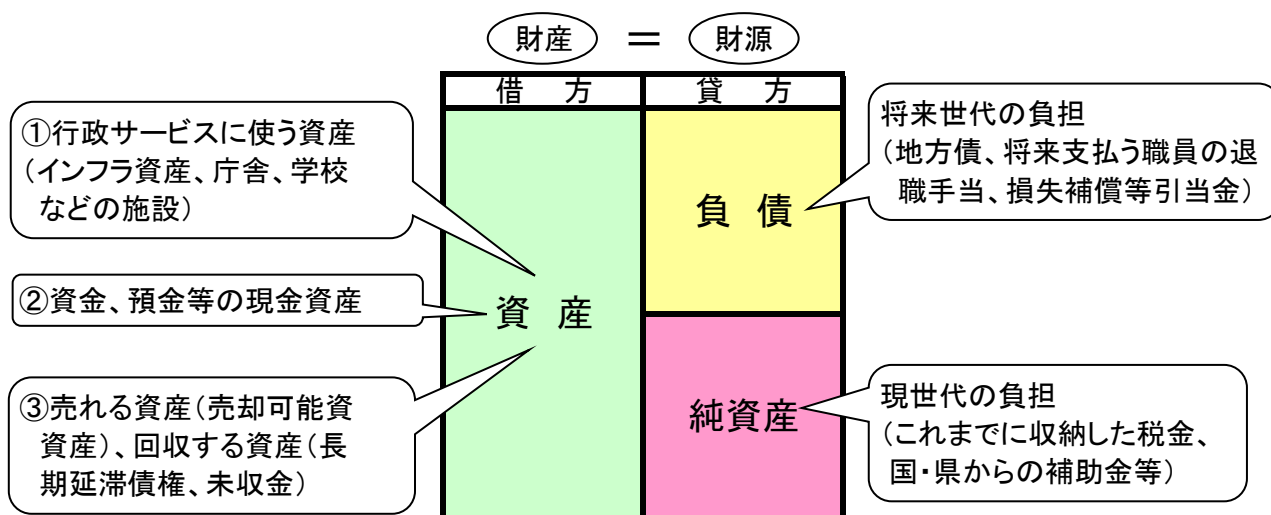 財産 = 財源
借 方
貸 方
①行政サービスに使う資産
(インフラ資産、庁舎、学校
などの施設)
②資金、預金等の現金資産
③売れる資産(売却可能資
資産)、回収する資産(長
期延滞債権、未収金)
資 産
負 債
純資産
将来世代の負担
(地方債、将来支払う職員の退
職手当、損失補償等引当金)
現世代の負担
(これまでに収納した税金、
国・県からの補助金等)